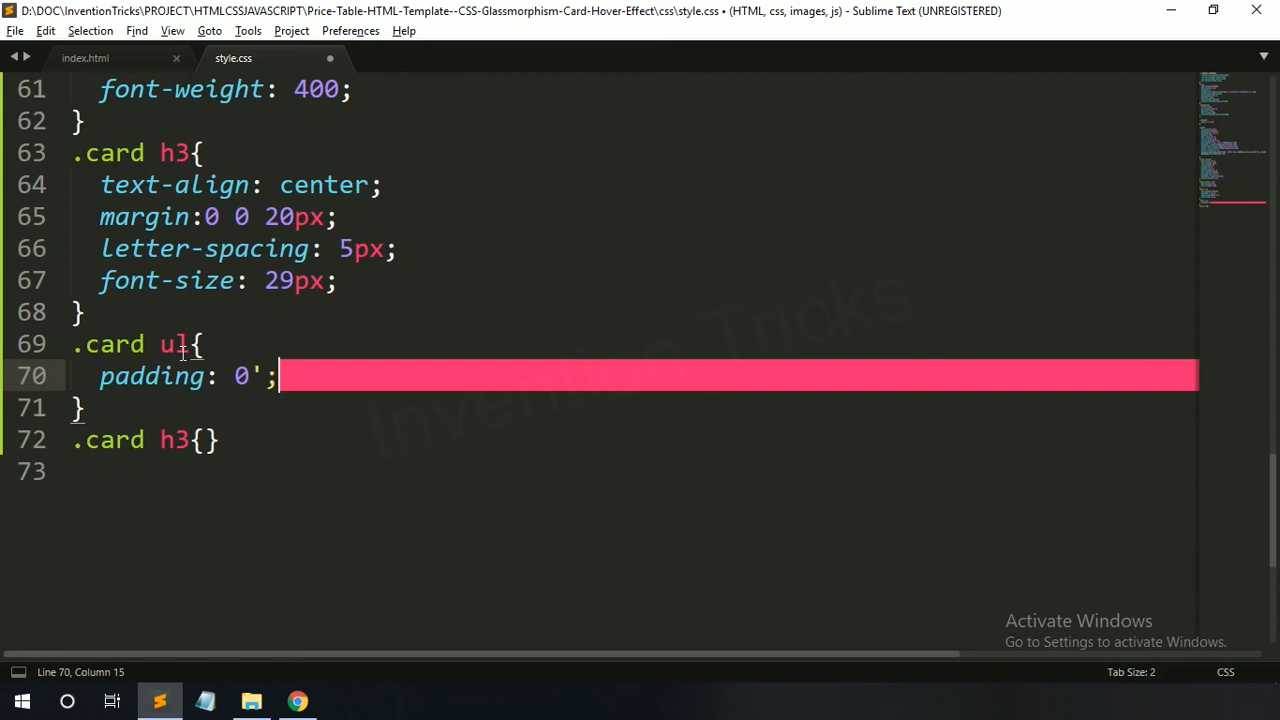 D:\DOC\InventionTricks\PROJECT\HTMLCSSJAVASCRIPT\Price-Table-HTML-Template--CSS-Glassmorphism-Card-Hover-Effect\css\style.css • (HTML, css, images, js) - Sublime Text (UNREGISTERED)
File Edit Selection Find View Goto Tools Project Preferences Help
index.html style.css
61 font-weight: 400;
62 }
63 .card h3{
64 text-align: center;
65 margin:0 0 20px;
66 letter-spacing: 5px;
67 font-size: 29px;
68 }
69 .card ul{
70 padding: 0';
71 }
72 .card h3{}
73
Invention Tricks
Activate Windows
Go to Settings to activate Windows.
Line 70, Column 15 Tab Size: 2 CSS